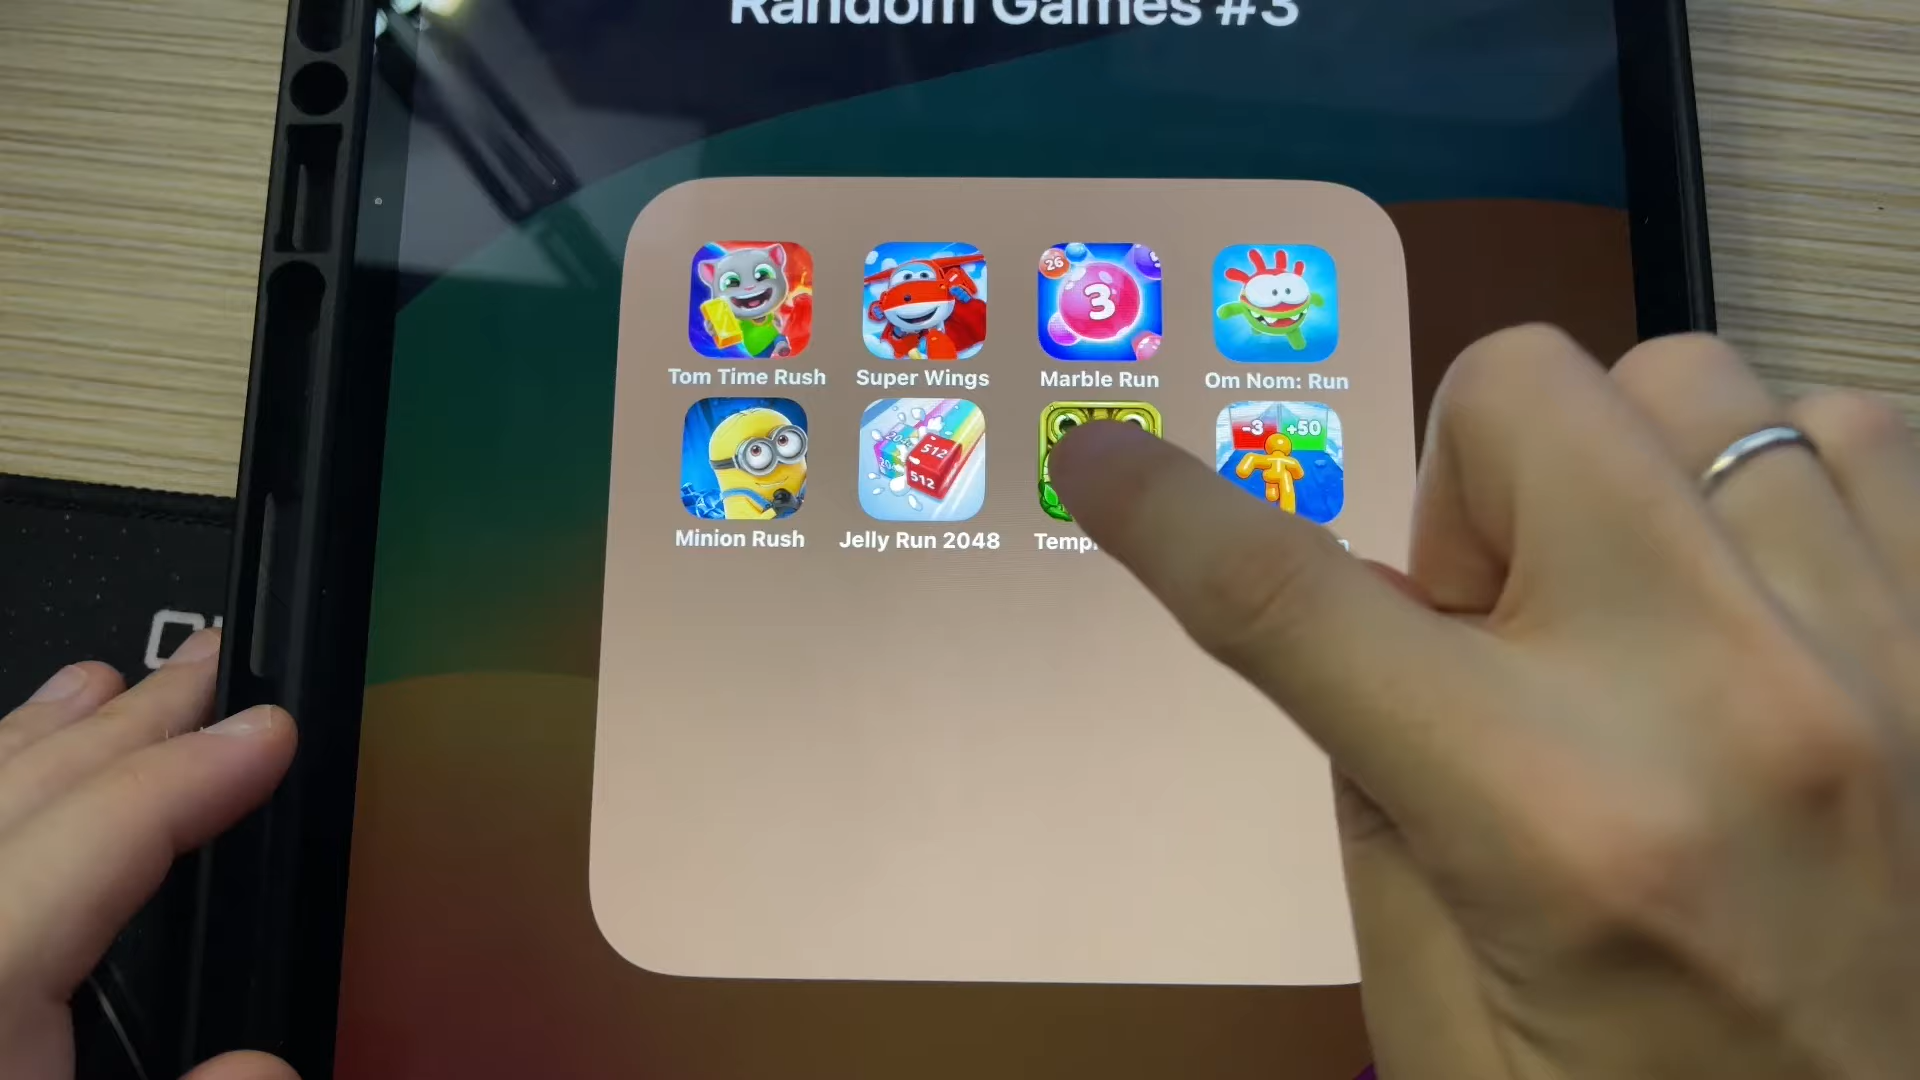 Random Games #3
26
3
Tom Time Rush
Super Wings
Marble Run
Om Nom: Run
512
512
-3
+50
Minion Rush
Jelly Run 2048